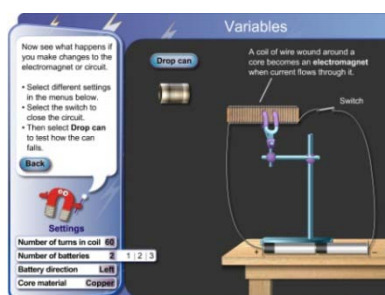 Variables
Now see what happens if
you make changes to the
electromagnet or circuit.
• Select different settings
in the menus below.
• Select the switch to
close the circuit.
• Then select Drop can
to test how the can
falls.
Back
Drop can
A coil of wire wound around a
core becomes an electromagnet
when current flows through it.
Switch
Settings
Number of turns in coil 60
Number of batteries 2 1 | 2 | 3
Battery direction Left
Core material Copper